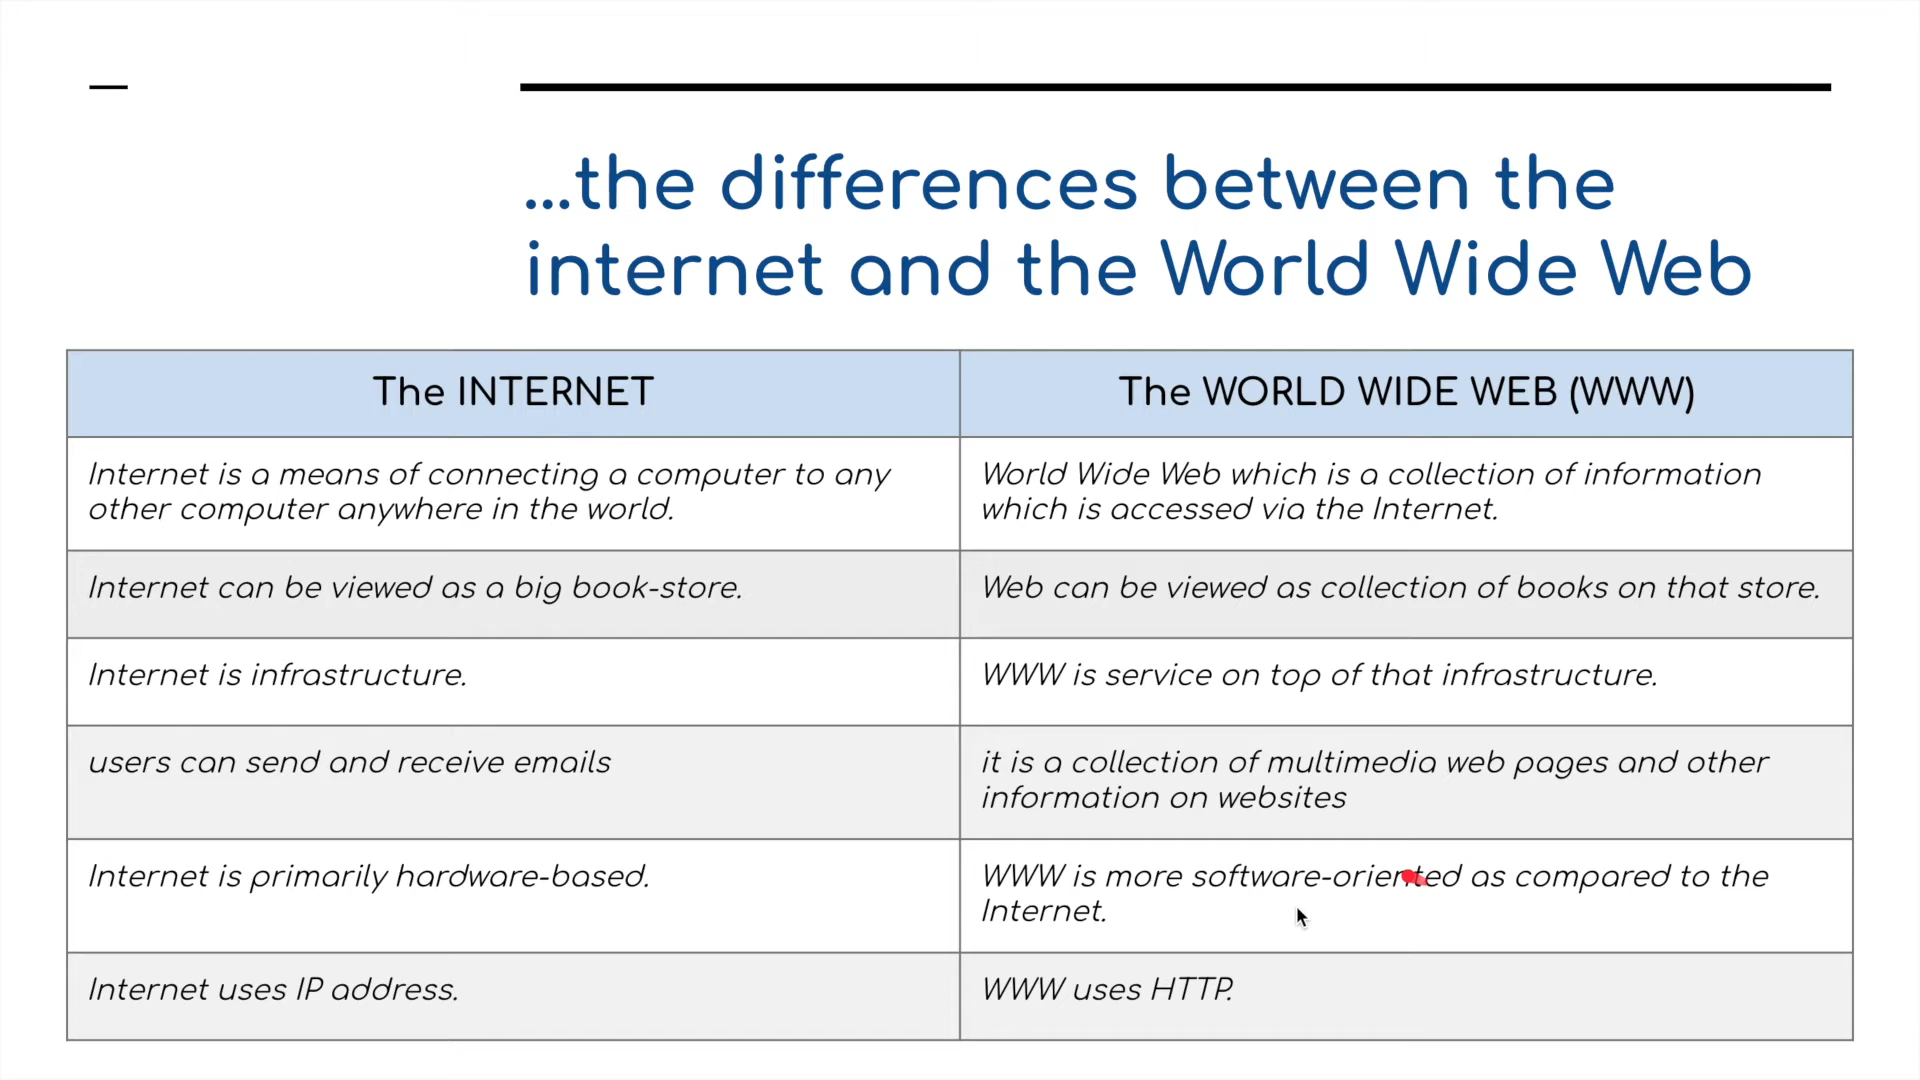 ...the differences between the
internet and the World Wide Web
The INTERNET
The WORLD WIDE WEB (WWW)
Internet is a means of connecting a computer to any
other computer anywhere in the world.
World Wide Web which is a collection of information
which is accessed via the Internet.
Internet can be viewed as a big book-store.
Web can be viewed as collection of books on that store.
Internet is infrastructure.
WWW is service on top of that infrastructure.
users can send and receive emails
it is a collection of multimedia web pages and other
information on websites
Internet is primarily hardware-based.
WWW is more software-oriented as compared to the
Internet.
Internet uses IP address.
WWW uses HTTP.